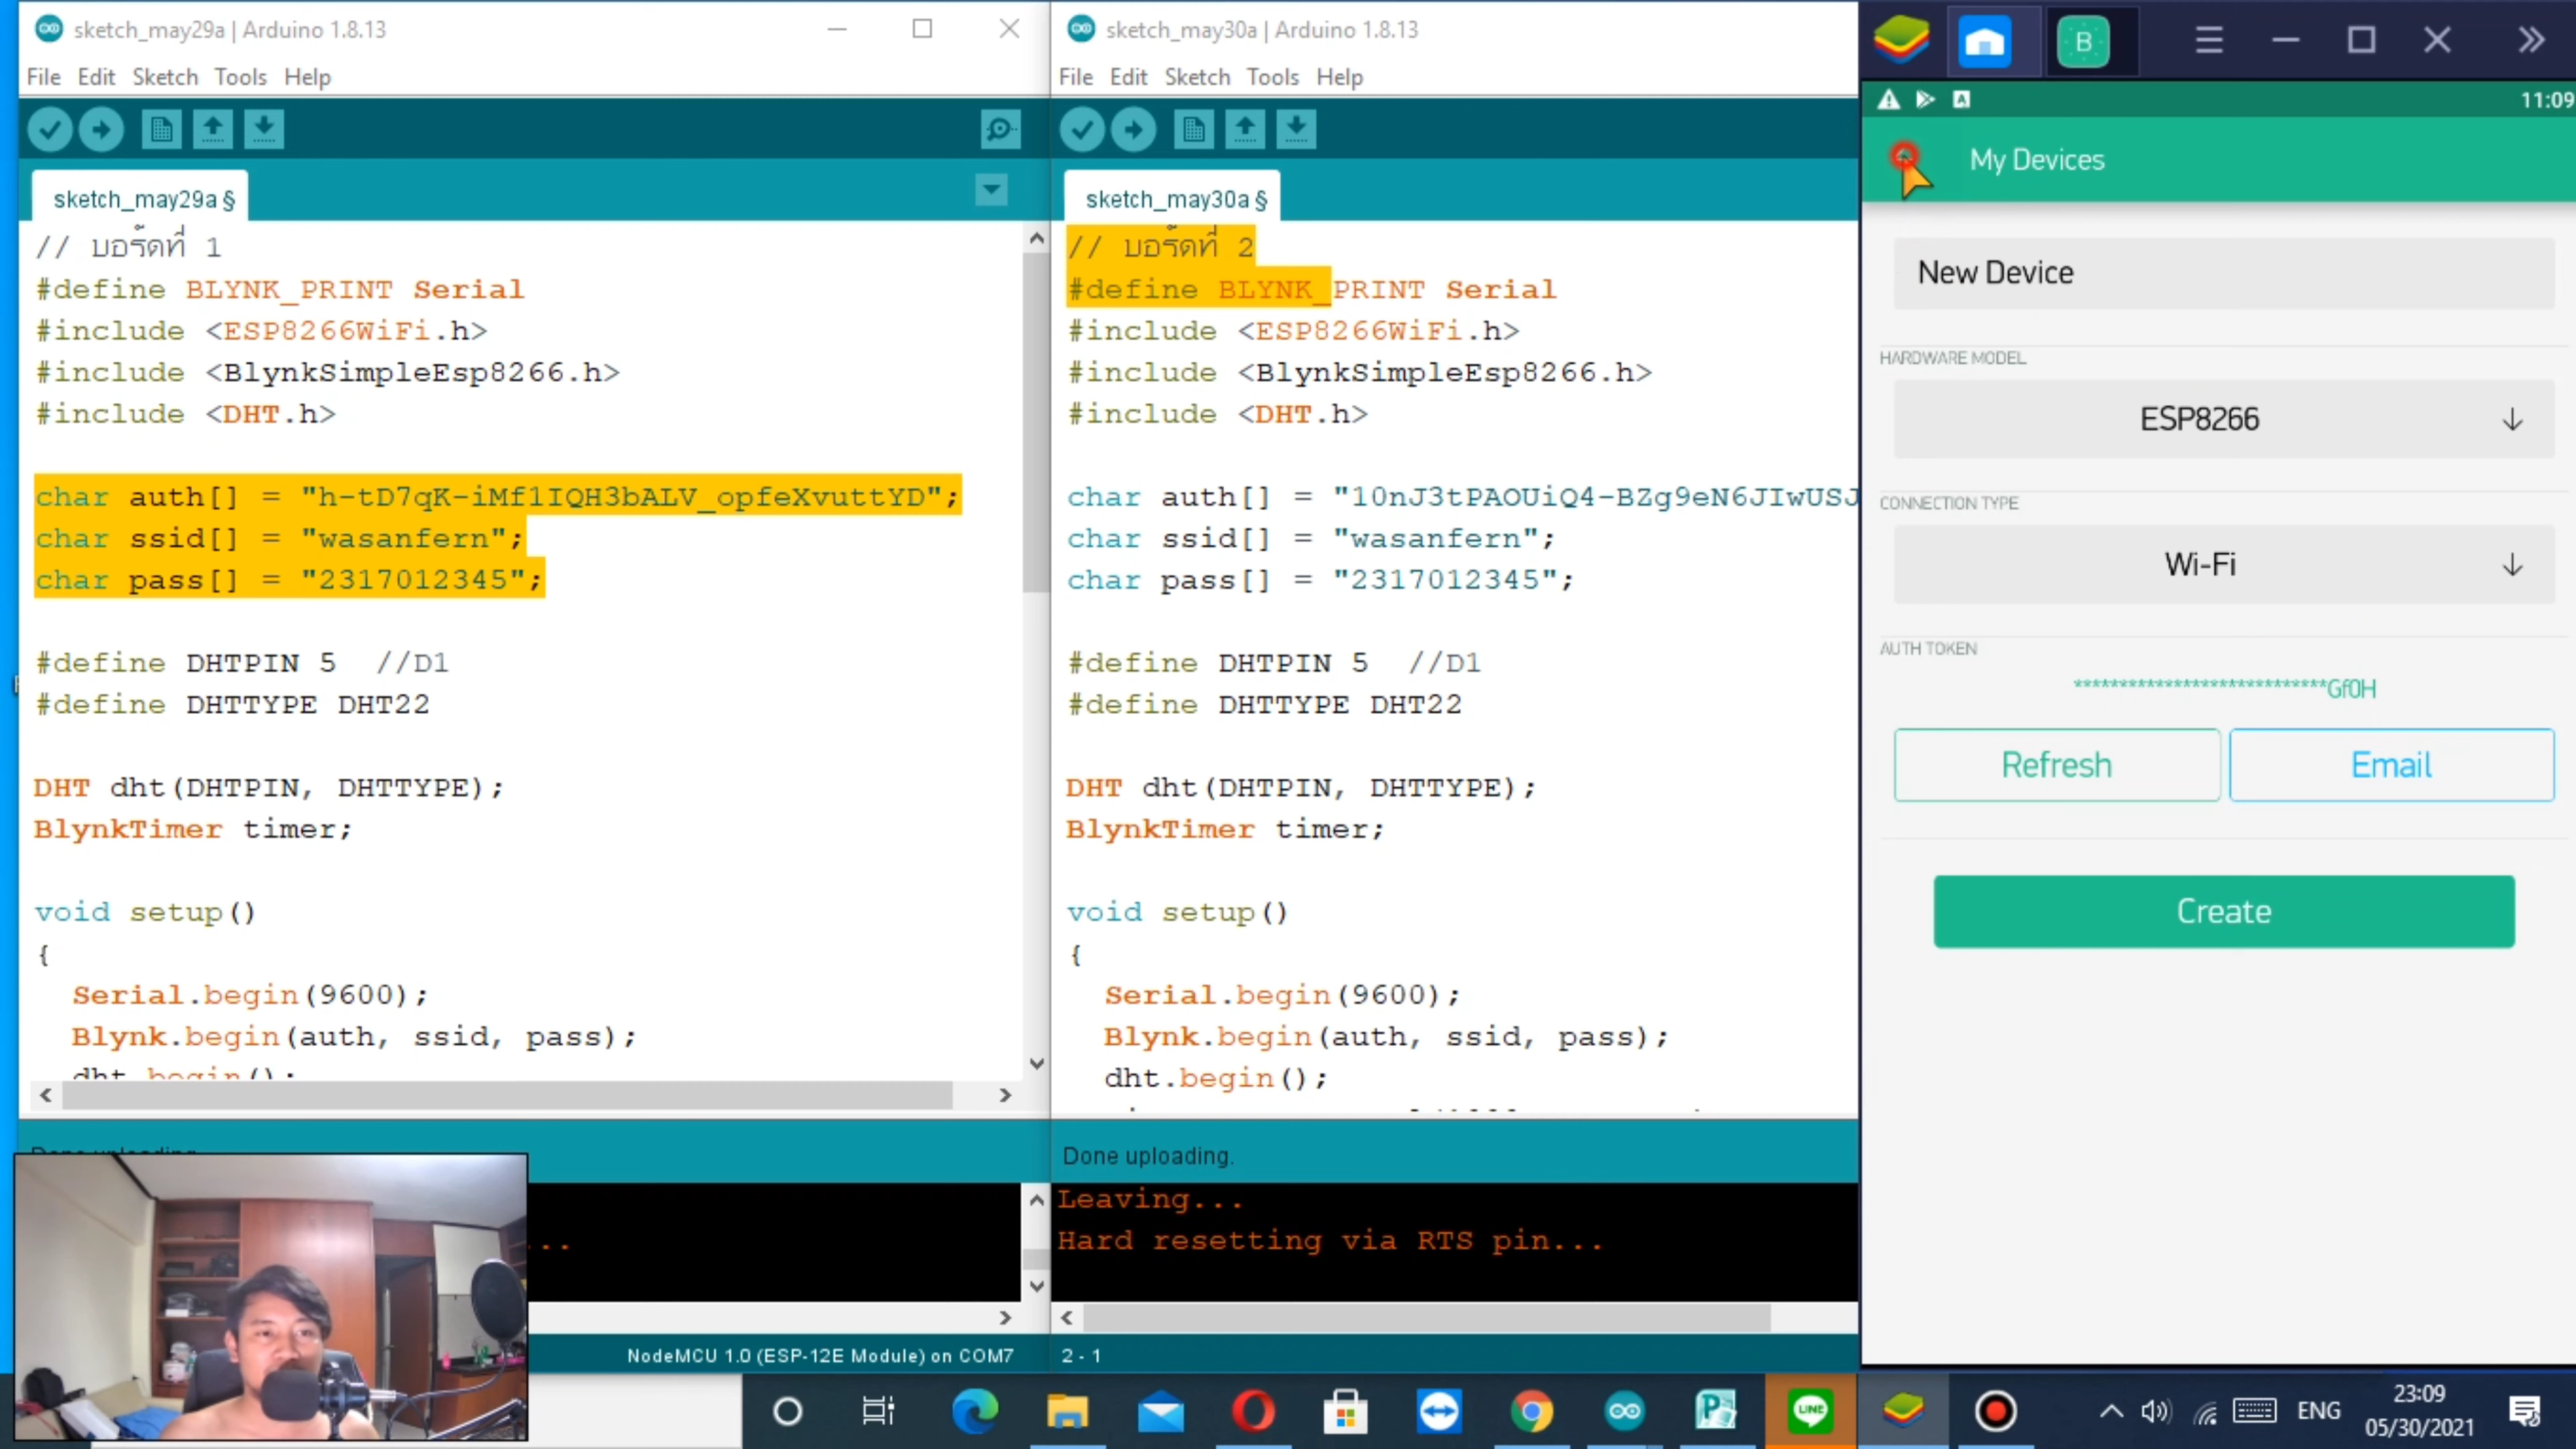 sketch_may29a | Arduino 1.8.13
File Edit Sketch Tools Help
sketch_may29a §
// บอร์ดที่ 1
#define BLYNK_PRINT Serial
#include <ESP8266WiFi.h>
#include <BlynkSimpleEsp8266.h>
#include <DHT.h>
char auth[] = "h-tD7qK-iMf1IQH3bALV_opfeXvuttYD";
char ssid[] = "wasanfern";
char pass[] = "2317012345";
#define DHTPIN 5 //D1
#define DHTTYPE DHT22
DHT dht(DHTPIN, DHTTYPE);
BlynkTimer timer;
void setup()
{
Serial.begin(9600);
Blynk.begin(auth, ssid, pass);
dht.begin();
Done uploading.
...
NodeMCU 1.0 (ESP-12E Module) on COM7
sketch_may30a | Arduino 1.8.13
File Edit Sketch Tools Help
sketch_may30a §
// บอร์ดที่ 2
#define BLYNK_PRINT Serial
#include <ESP8266WiFi.h>
#include <BlynkSimpleEsp8266.h>
#include <DHT.h>
char auth[] = "10nJ3tPAOUiQ4-BZg9eN6JIwUSJ
char ssid[] = "wasanfern";
char pass[] = "2317012345";
#define DHTPIN 5 //D1
#define DHTTYPE DHT22
DHT dht(DHTPIN, DHTTYPE);
BlynkTimer timer;
void setup()
{
Serial.begin(9600);
Blynk.begin(auth, ssid, pass);
dht.begin();
Done uploading.
Leaving...
Hard resetting via RTS pin...
2 - 1
B
11:09
My Devices
New Device
HARDWARE MODEL
ESP8266
CONNECTION TYPE
Wi-Fi
AUTH TOKEN
****************************Gf0H
Refresh Email
Create
LINE
ENG
23:09
05/30/2021